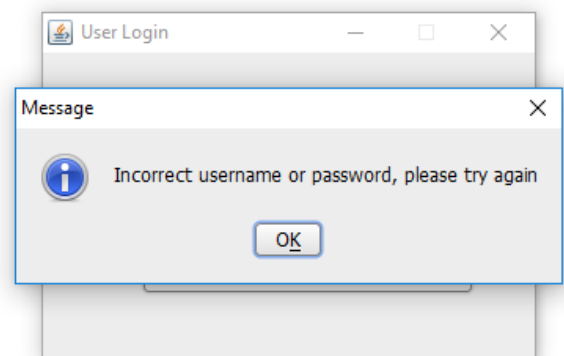 User Login
Message
Incorrect username or password, please try again
OK